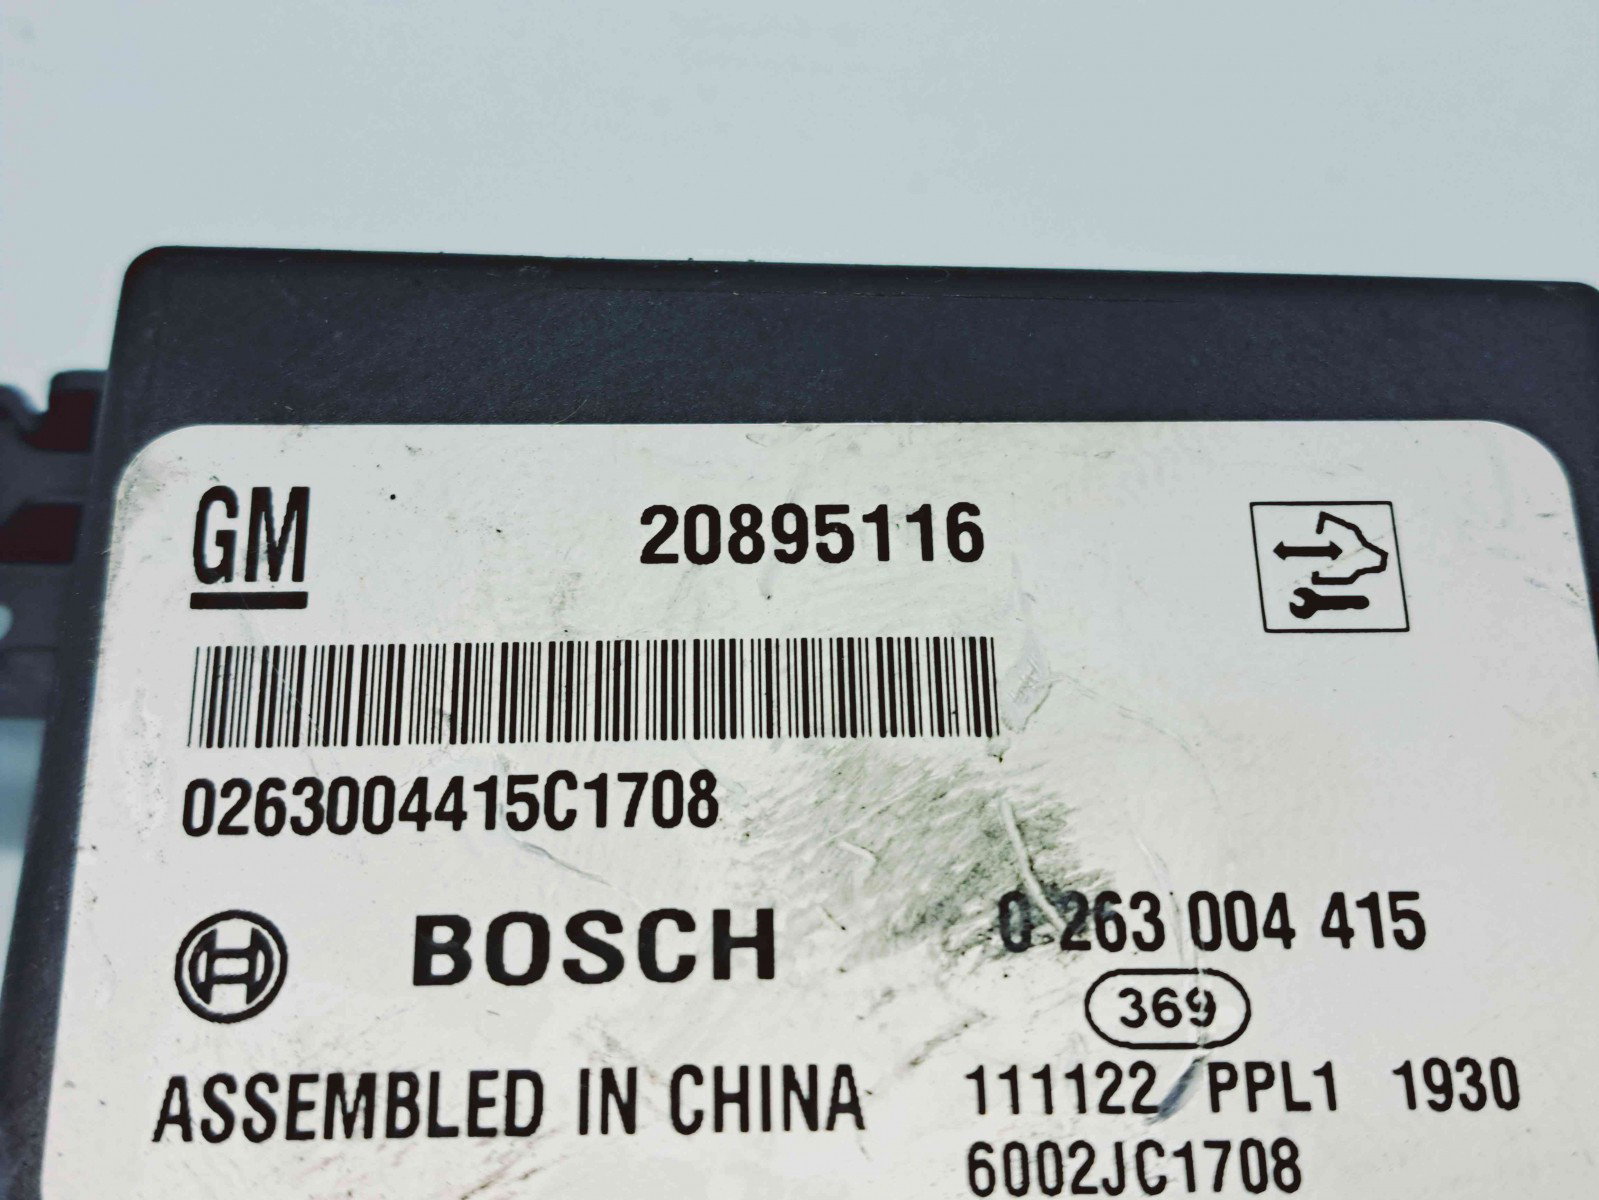 GM 20895116
0263004415C1708
BOSCH 0 263 004 415
369
ASSEMBLED IN CHINA 111122 PPL1 1930
6002JC1708